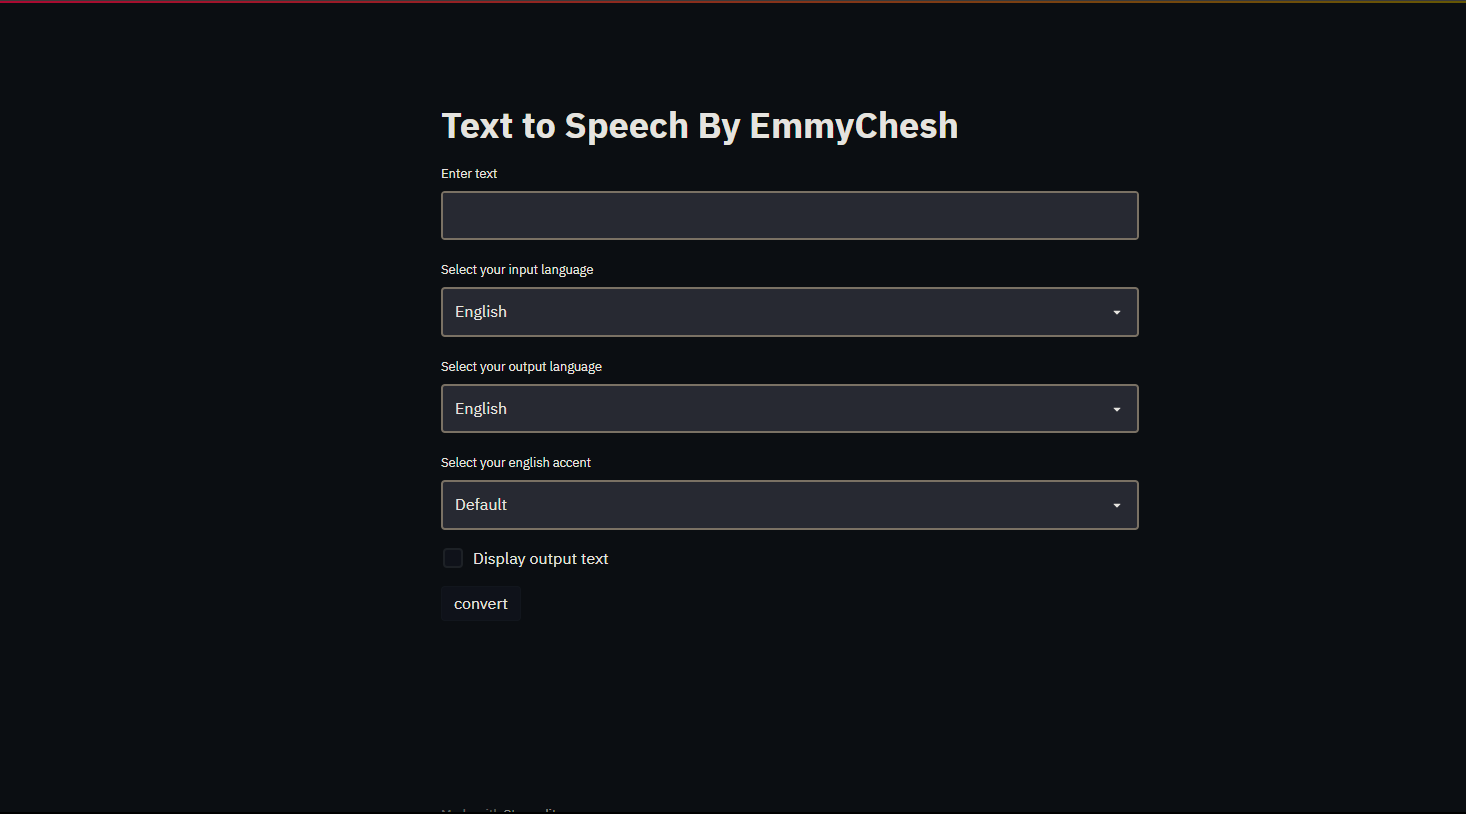 Text to Speech By EmmyChesh
Enter text
Select your input language
English
Select your output language
English
Select your english accent
Default
Display output text
convert